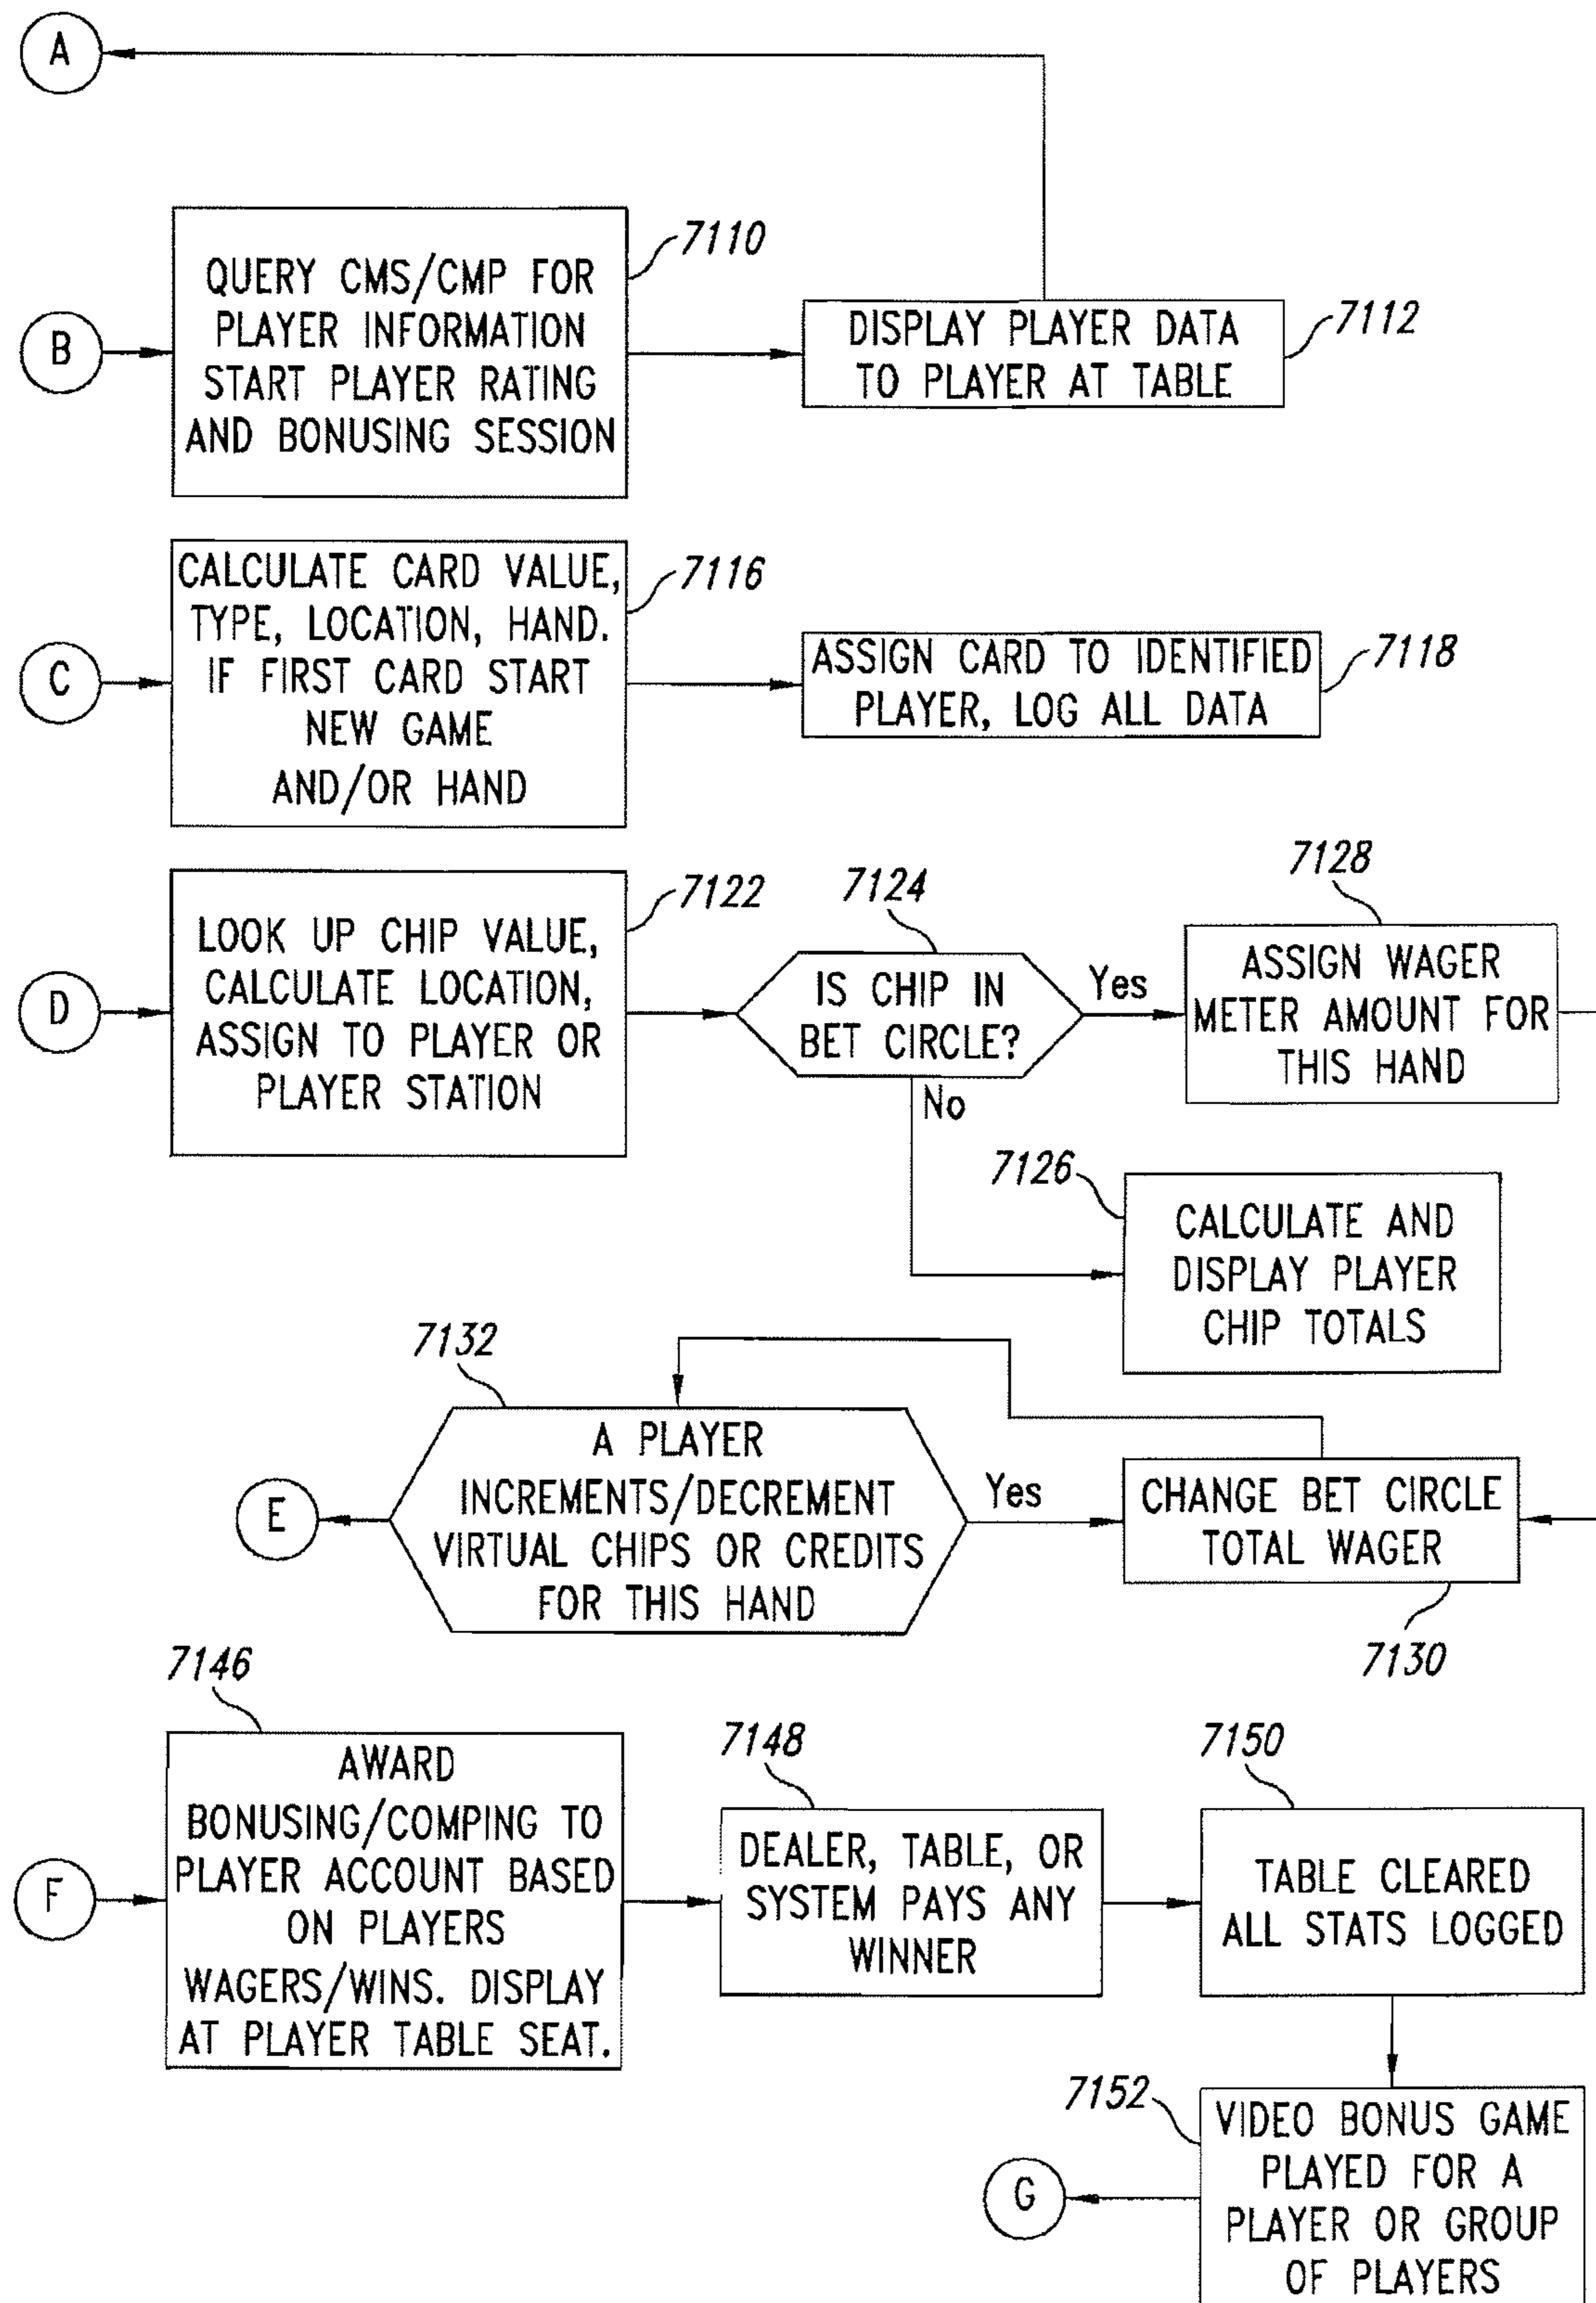 A
7110
QUERY CMS/CMP FOR
PLAYER INFORMATION
START PLAYER RATING
AND BONUSING SESSION
B
7112
DISPLAY PLAYER DATA
TO PLAYER AT TABLE
7116
CALCULATE CARD VALUE,
TYPE, LOCATION, HAND.
IF FIRST CARD START
NEW GAME
AND/OR HAND
C
7118
ASSIGN CARD TO IDENTIFIED
PLAYER, LOG ALL DATA
7122
LOOK UP CHIP VALUE,
CALCULATE LOCATION,
ASSIGN TO PLAYER OR
PLAYER STATION
D
7124
IS CHIP IN
BET CIRCLE?
Yes
No
7128
ASSIGN WAGER
METER AMOUNT FOR
THIS HAND
7126
CALCULATE AND
DISPLAY PLAYER
CHIP TOTALS
7132
A PLAYER
INCREMENTS/DECREMENT
VIRTUAL CHIPS OR CREDITS
FOR THIS HAND
E
Yes
CHANGE BET CIRCLE
TOTAL WAGER
7130
7146
AWARD
BONUSING/COMPING TO
PLAYER ACCOUNT BASED
ON PLAYERS
WAGERS/WINS. DISPLAY
AT PLAYER TABLE SEAT.
F
7148
DEALER, TABLE, OR
SYSTEM PAYS ANY
WINNER
7150
TABLE CLEARED
ALL STATS LOGGED
7152
VIDEO BONUS GAME
PLAYED FOR A
PLAYER OR GROUP
OF PLAYERS
G